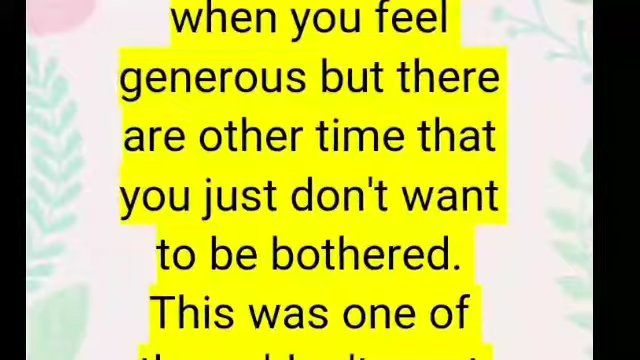 when you feel
generous but there
are other time that
you just don't want
to be bothered.
This was one of